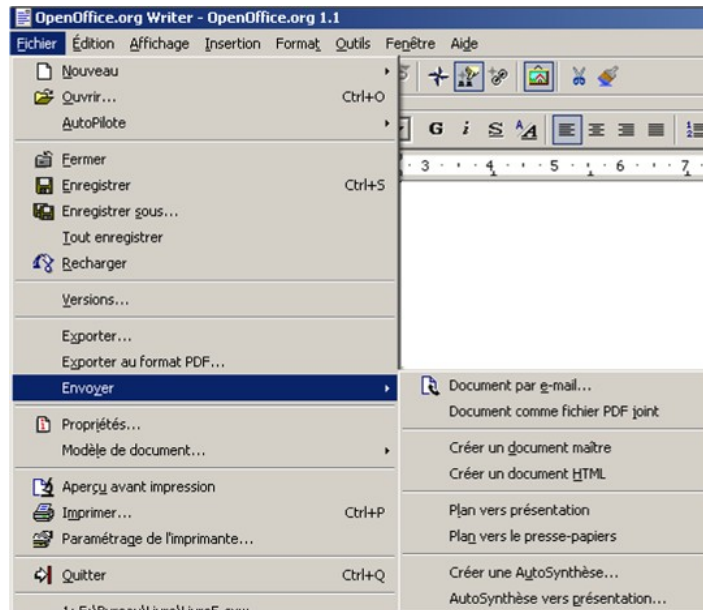 OpenOffice.org Writer - OpenOffice.org 1.1
Fichier Édition Affichage Insertion Format Outils Fenêtre Aide
Nouveau
Ouvrir... Ctrl+O
AutoPilote
G i S A A
Fermer
3 4 5 6 7
Enregistrer Ctrl+S
Enregistrer sous...
Tout enregistrer
Recharger
Versions...
Exporter...
Exporter au format PDF...
Envoyer
Document par e-mail...
Document comme fichier PDF joint
Propriétés...
Modèle de document...
Créer un document maître
Créer un document HTML
Aperçu avant impression
Imprimer... Ctrl+P
Paramétrage de l'imprimante...
Plan vers présentation
Plan vers le presse-papiers
Quitter Ctrl+Q
Créer une AutoSynthèse...
AutoSynthèse vers présentation...